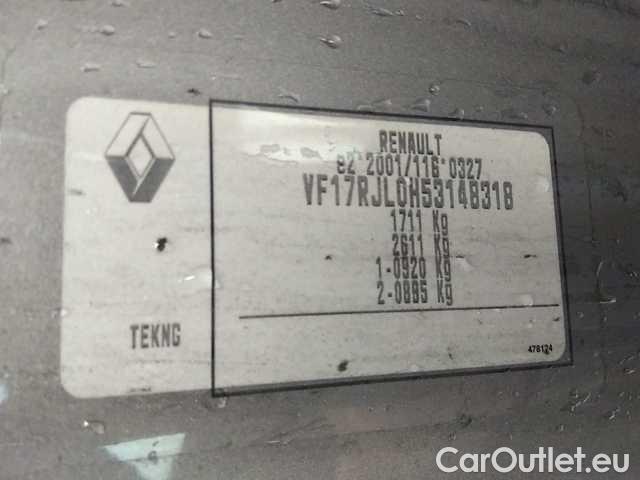 RENAULT
e2*2001/116*0327
VF17RJL0H53148318
1711 Kg
2611 Kg
1-0920 Kg
2-0885 Kg
TEKNG
478124
CarOutlet.eu